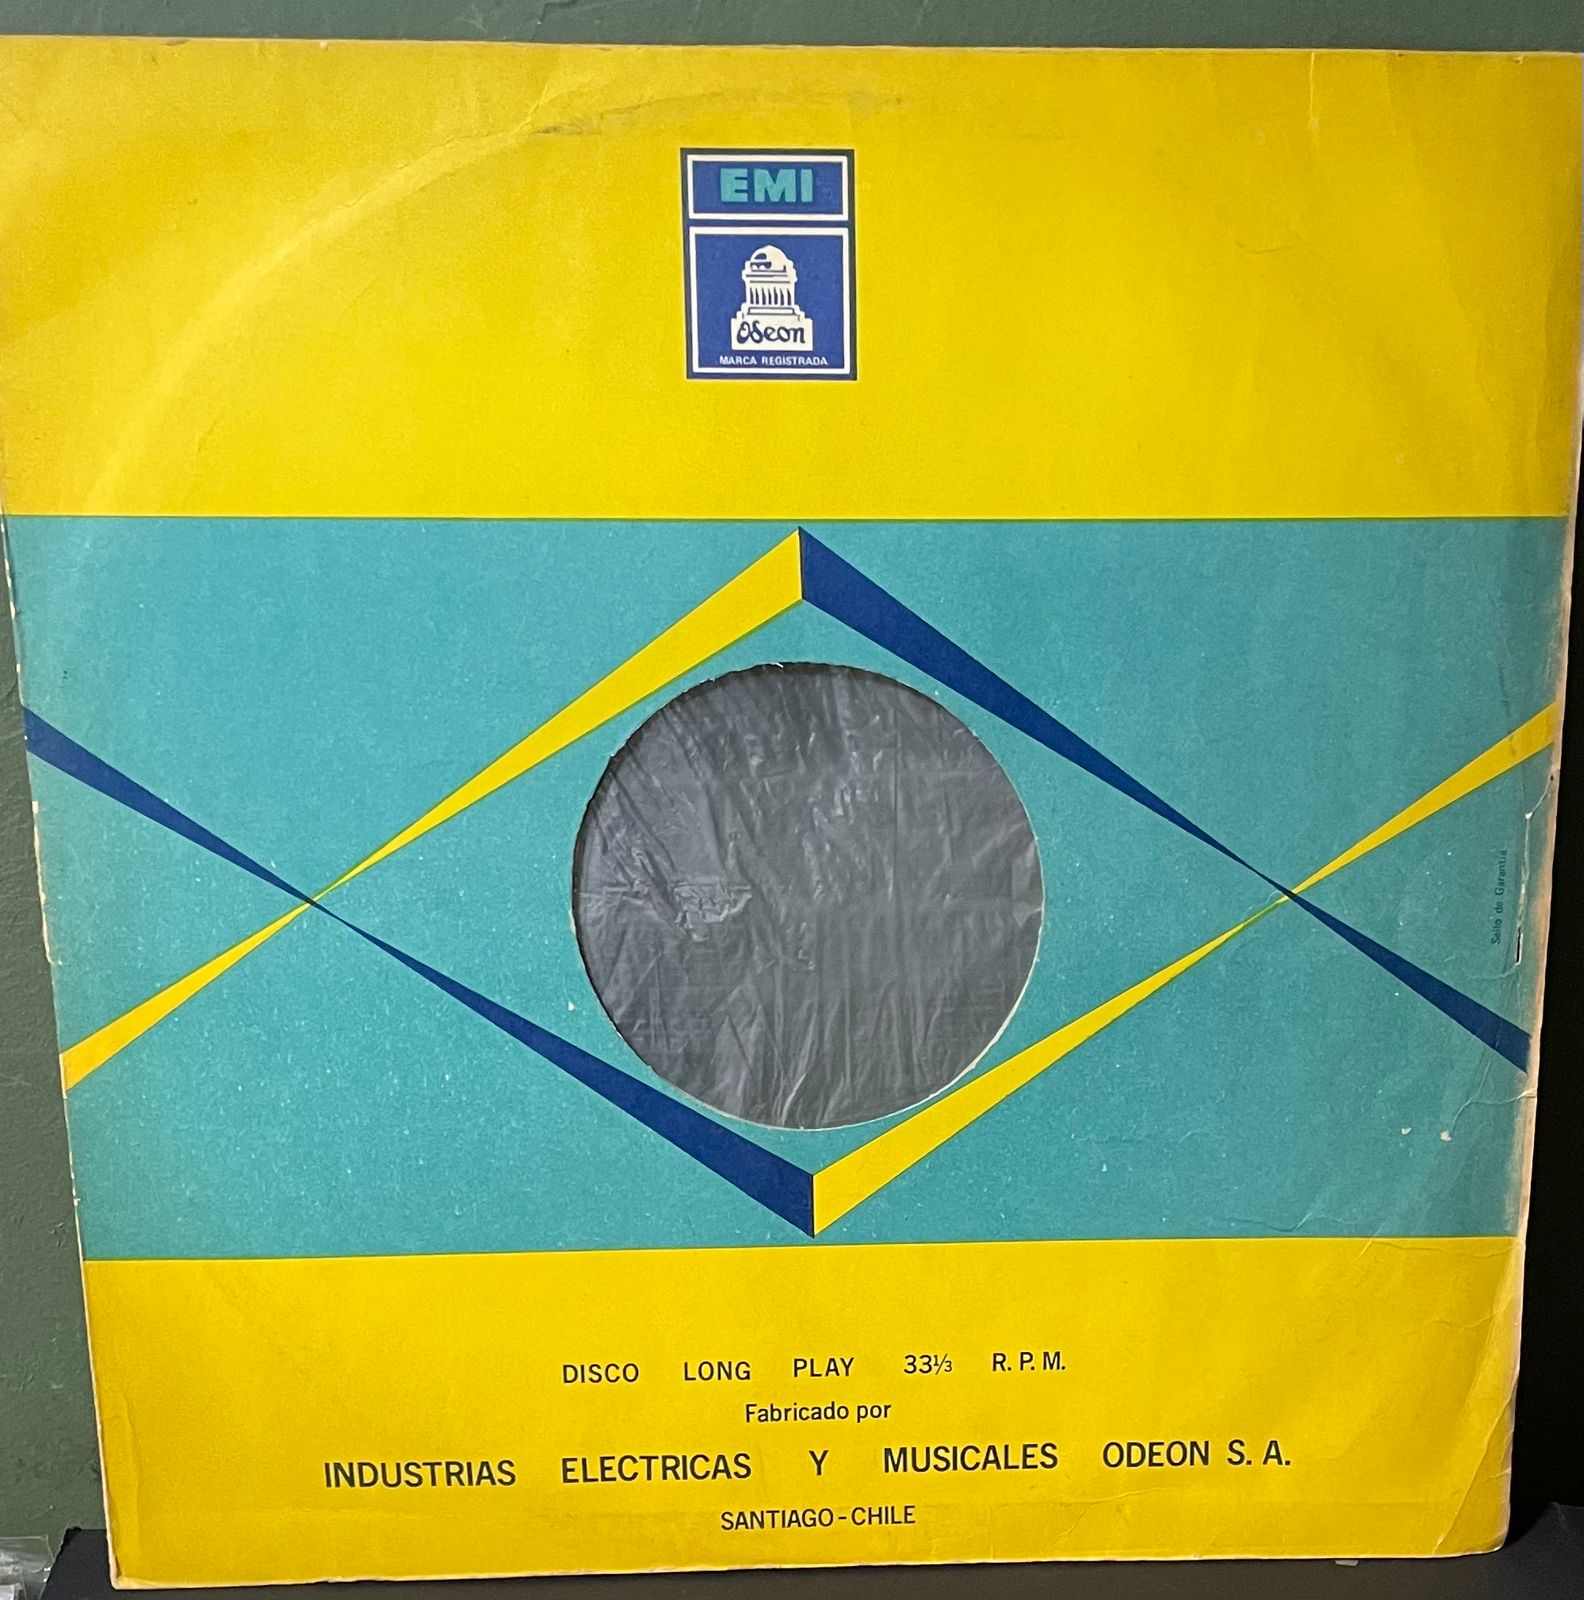 EMI
Odeon
MARCA REGISTRADA
Sello de Garantía
DISCO LONG PLAY 33⅓ R. P. M.
Fabricado por
INDUSTRIAS ELECTRICAS Y MUSICALES ODEON S. A.
SANTIAGO-CHILE